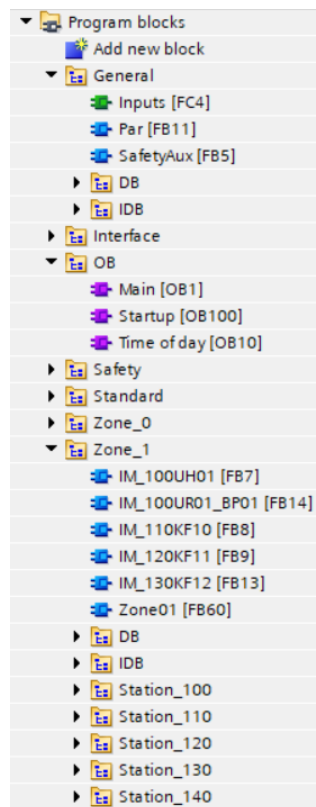 Program blocks
Add new block
General
Inputs [FC4]
Par [FB11]
SafetyAux [FB5]
DB
IDB
Interface
OB
Main [OB1]
Startup [OB100]
Time of day [OB10]
Safety
Standard
Zone_0
Zone_1
IM_100UH01 [FB7]
IM_100UR01_BP01 [FB14]
IM_110KF10 [FB8]
IM_120KF11 [FB9]
IM_130KF12 [FB13]
Zone01 [FB60]
DB
IDB
Station_100
Station_110
Station_120
Station_130
Station_140